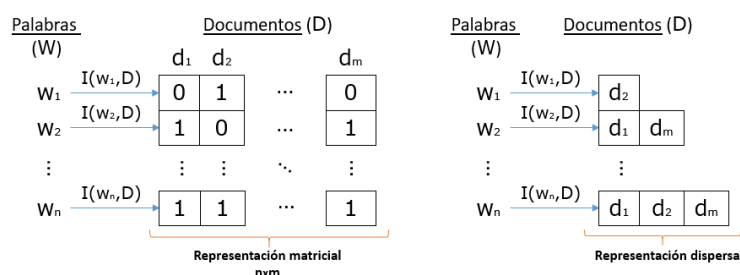 Palabras Documentos (D)
(W)
d₁ d₂ dₘ
w₁ I(w₁,D) 0 1 ... 0
w₂ I(w₂,D) 1 0 ... 1
⋮ ⋮ ⋮ ⋱ ⋮
wₙ I(wₙ,D) 1 1 ... 1
Representación matricial
nxm
Palabras Documentos (D)
(W)
w₁ I(w₁,D) d₂
w₂ I(w₂,D) d₁ dₘ
⋮ ⋮
wₙ I(wₙ,D) d₁ d₂ dₘ
Representación dispersa